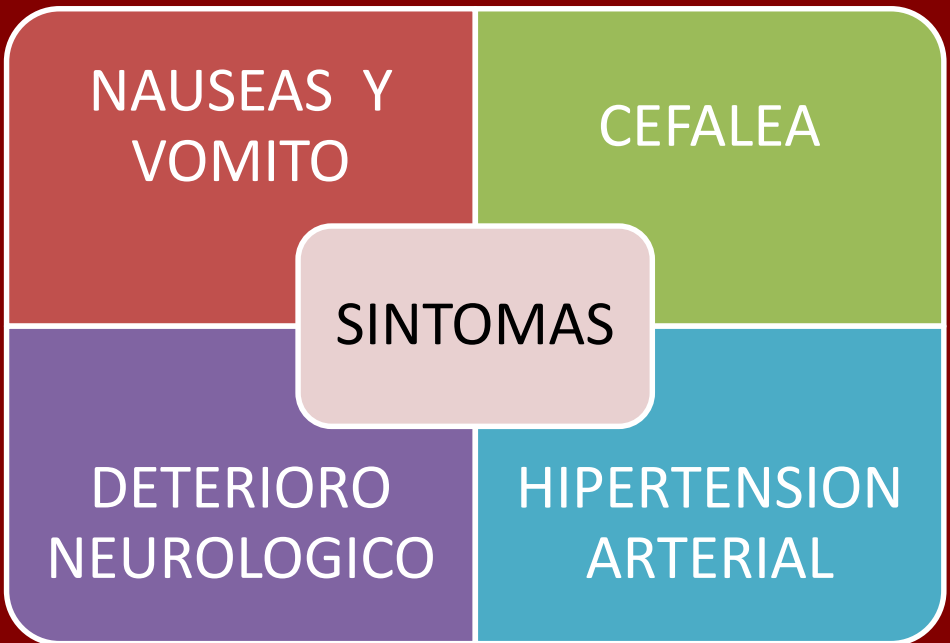 NAUSEAS Y
VOMITO
CEFALEA
SINTOMAS
DETERIORO
NEUROLOGICO
HIPERTENSION
ARTERIAL